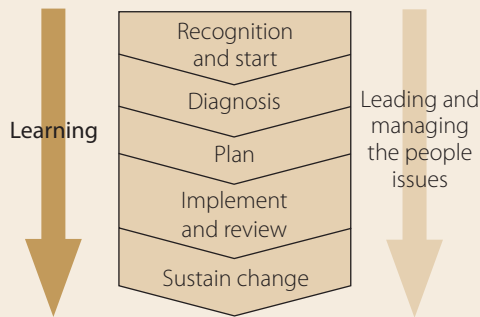 Recognition
and start
Diagnosis
Plan
Implement
and review
Sustain change
Learning
Leading and
managing
the people
issues